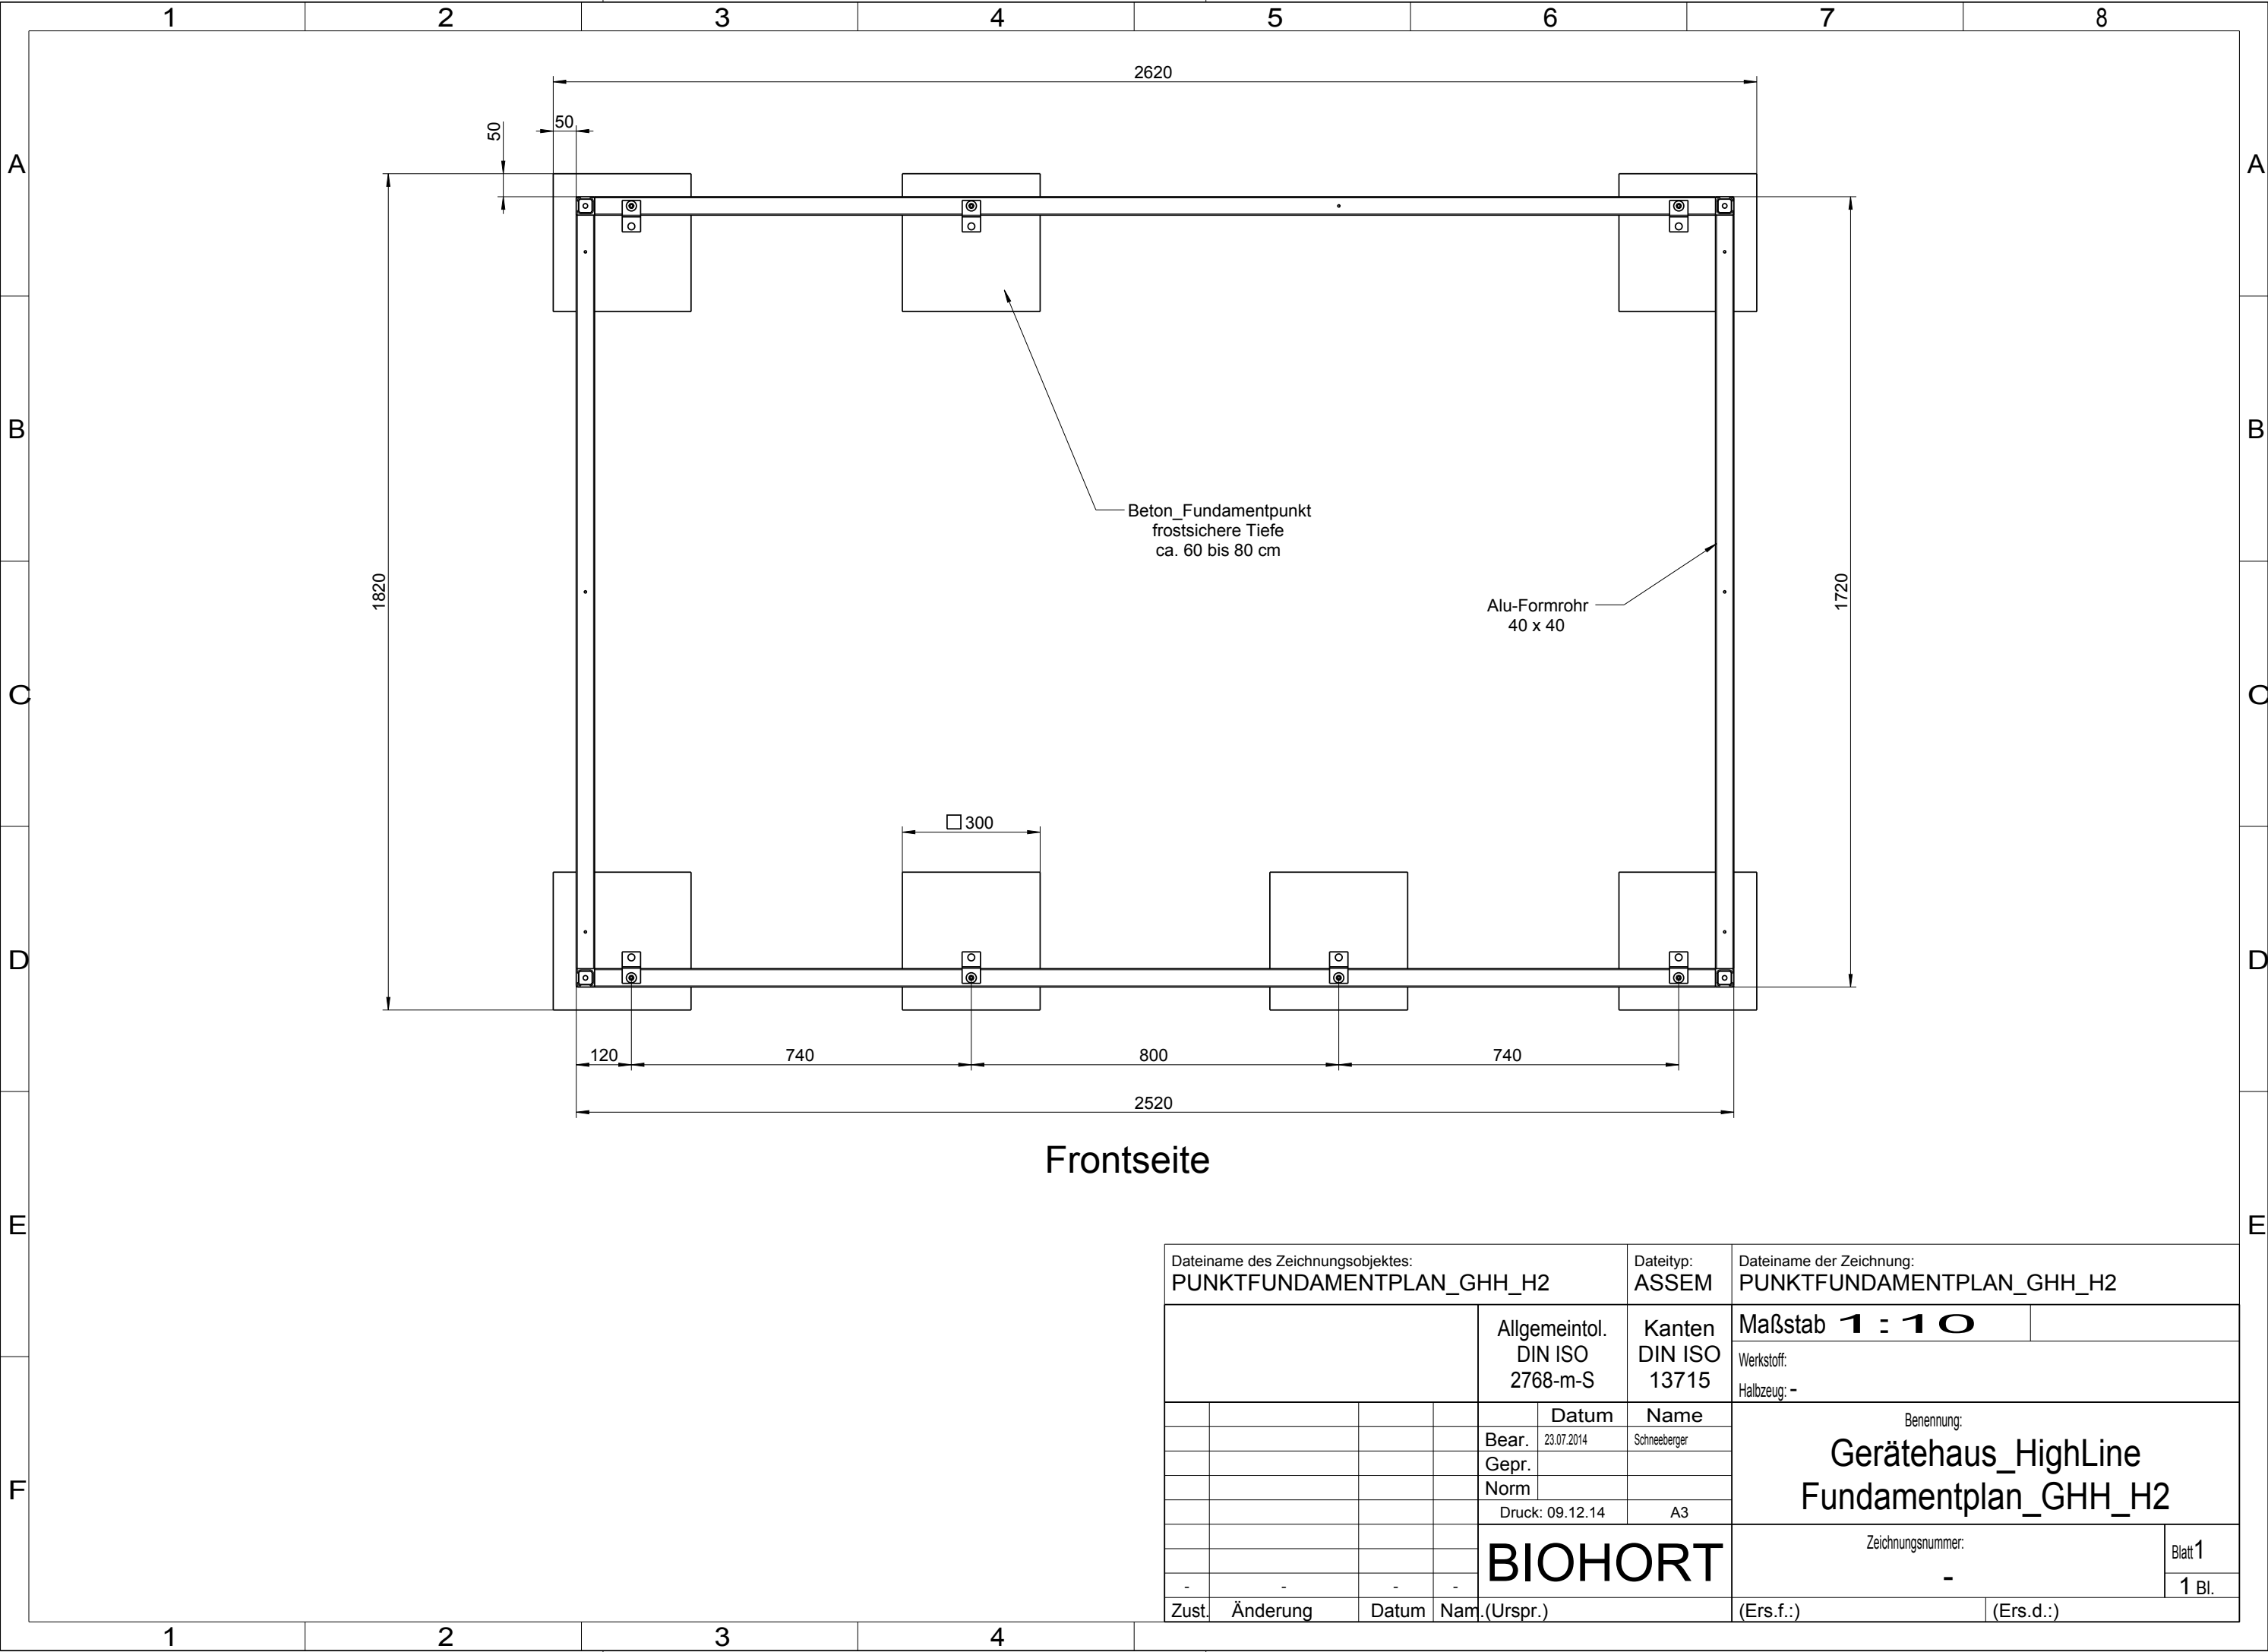 1 2 3 4 5 6 7 8
2620
50
50
A A
B B
Beton_Fundamentpunkt
frostsichere Tiefe
ca. 60 bis 80 cm
1820
Alu-Formrohr
40 x 40
1720
C C
300
D D
120 740 800 740
2520
Frontseite
E E
Dateiname des Zeichnungsobjektes:
PUNKTFUNDAMENTPLAN_GHH_H2
Dateityp:
ASSEM
Dateiname der Zeichnung:
PUNKTFUNDAMENTPLAN_GHH_H2
Allgemeintol.
DIN ISO
2768-m-S
Kanten
DIN ISO
13715
Maßstab 1:10
Werkstoff:
Halbzeug: -
Datum Name
Bear. 23.07.2014 Schneeberger
Gepr.
Norm
Druck: 09.12.14 A3
Benennung:
Gerätehaus_HighLine
Fundamentplan_GHH_H2
F
BIOHORT
Zeichnungsnummer:
-
Blatt 1
1 Bl.
- - - -
Zust. Änderung Datum Nam. (Urspr.) (Ers.f.:) (Ers.d.:)
1 2 3 4